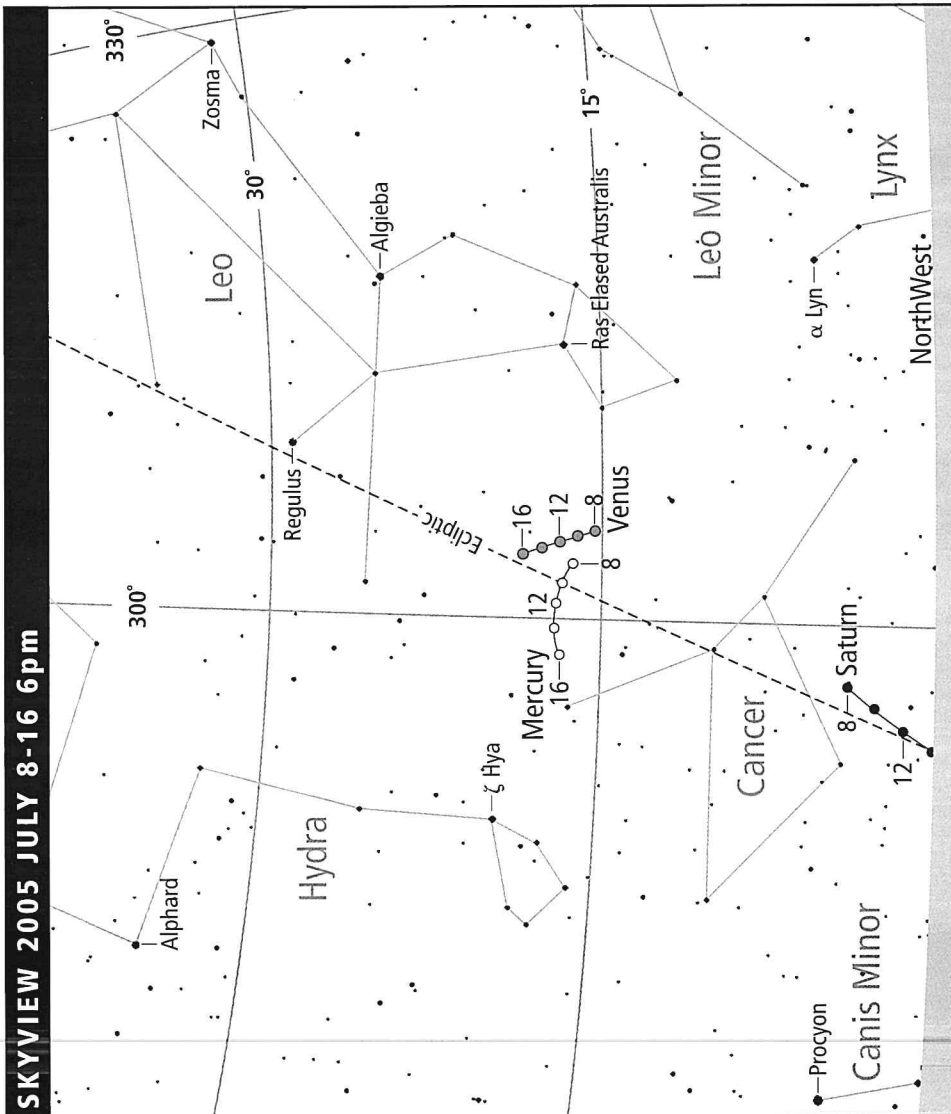 SKYVIEW 2005 JULY 8-16 6pm
330°
Zosma
30°
Leo
Algieba
15°
Ras Elased Australis
Leo Minor
Lynx
α Lyn
NorthWest
Regulus
Ecliptic
16
12
8
Venus
300°
8
12
16
Mercury
Saturn
8
12
Cancer
ζ Hya
Hydra
Alphard
Canis Minor
Procyon